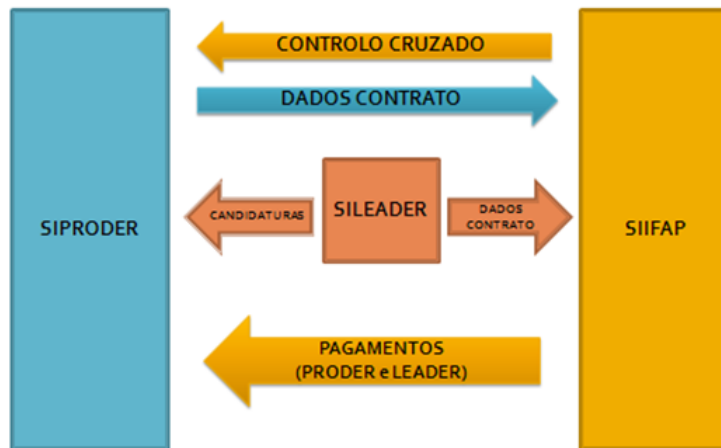 CONTROLO CRUZADO
DADOS CONTRATO
SIPRODER
CANDIDATURAS
SILEADER
DADOS
CONTRATO
SIIFAP
PAGAMENTOS
(PRODER e LEADER)